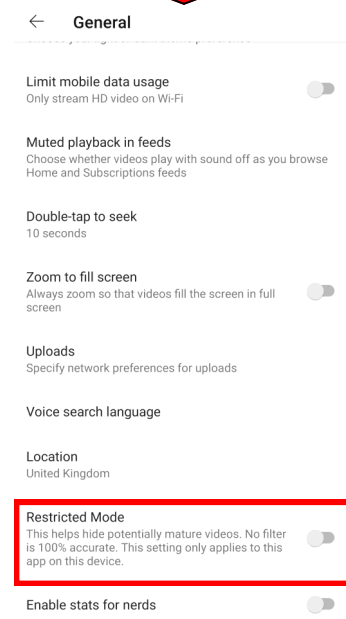 General
Limit mobile data usage
Only stream HD video on Wi-Fi
Muted playback in feeds
Choose whether videos play with sound off as you browse
Home and Subscriptions feeds
Double-tap to seek
10 seconds
Zoom to fill screen
Always zoom so that videos fill the screen in full
screen
Uploads
Specify network preferences for uploads
Voice search language
Location
United Kingdom
Restricted Mode
This helps hide potentially mature videos. No filter
is 100% accurate. This setting only applies to this
app on this device.
Enable stats for nerds